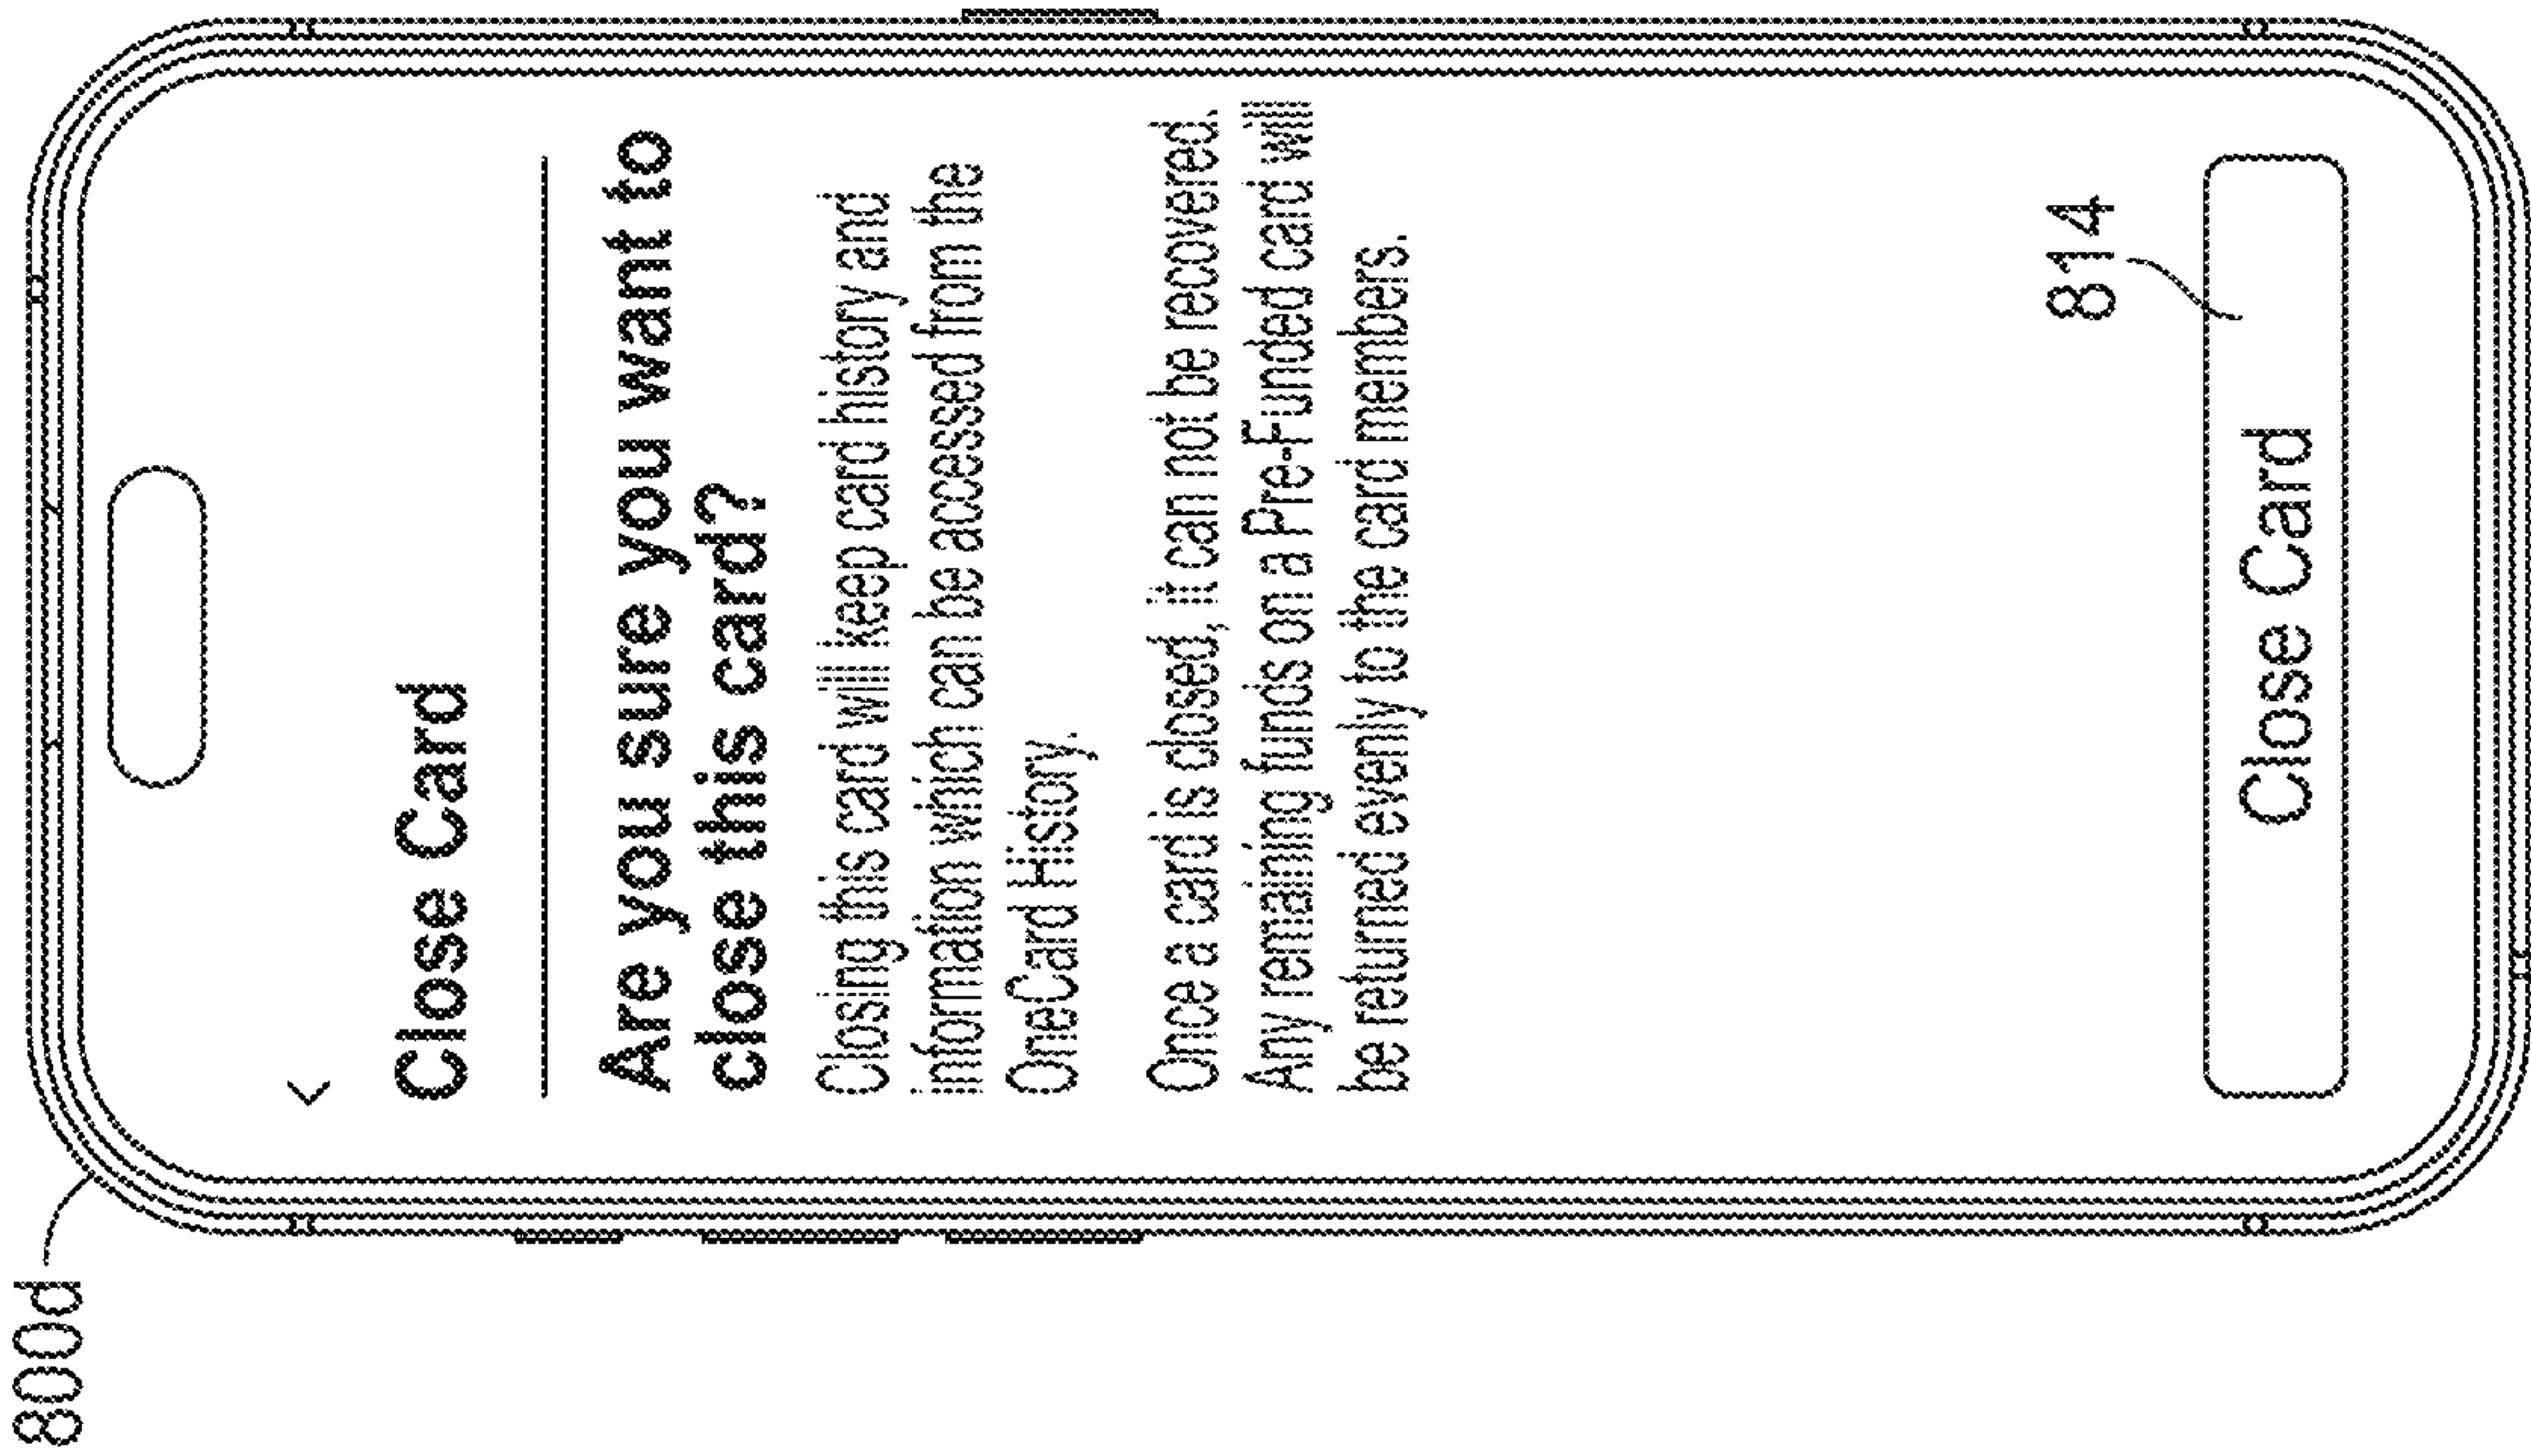 800d
<
Close Card
Are you sure you want to
close this card?
Closing this card will keep card history and
information which can be accessed from the
OneCard History.
Once a card is closed, it can not be recovered.
Any remaining funds on a Pre-Funded card will
be returned evenly to the card members.
814
Close Card